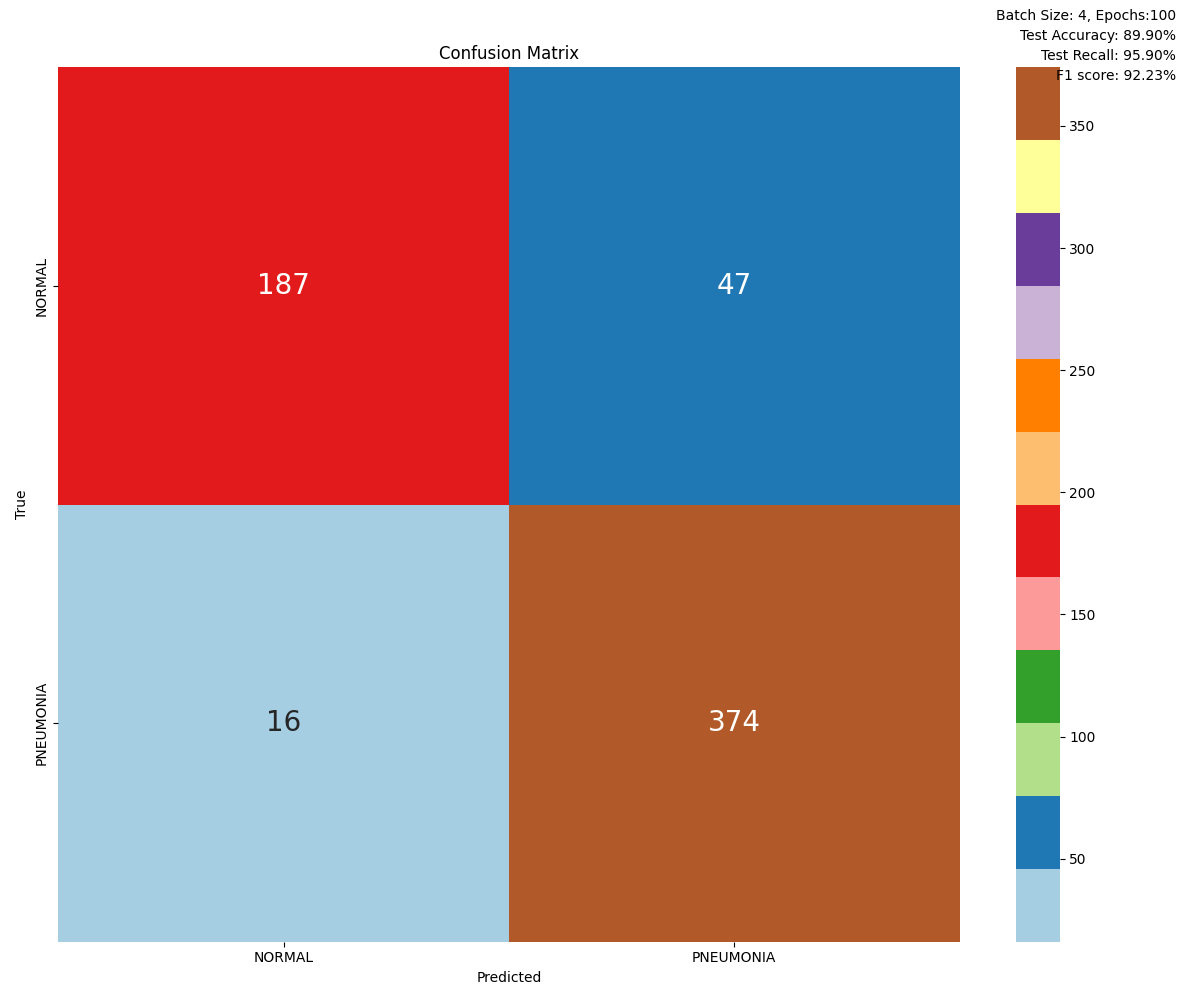 Batch Size: 4, Epochs:100
Test Accuracy: 89.90%
Test Recall: 95.90%
F1 score: 92.23%
Confusion Matrix
NORMAL
187
47
True
PNEUMONIA
16
374
NORMAL
PNEUMONIA
Predicted
350
300
250
200
150
100
50